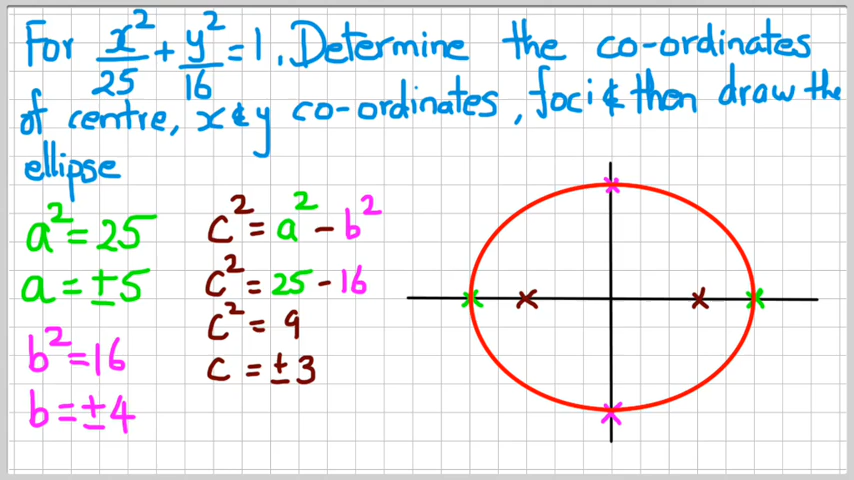 For x²/25 + y²/16 = 1, Determine the co-ordinates
of centre, x & y co-ordinates, foci & then draw the
ellipse
a² = 25
a = ±5
b² = 16
b = ±4
c² = a² - b²
c² = 25 - 16
c² = 9
c = ±3